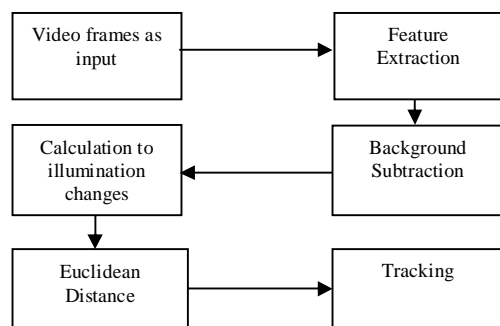 Video frames as
input
Feature
Extraction
Background
Subtraction
Calculation to
illumination
changes
Euclidean
Distance
Tracking